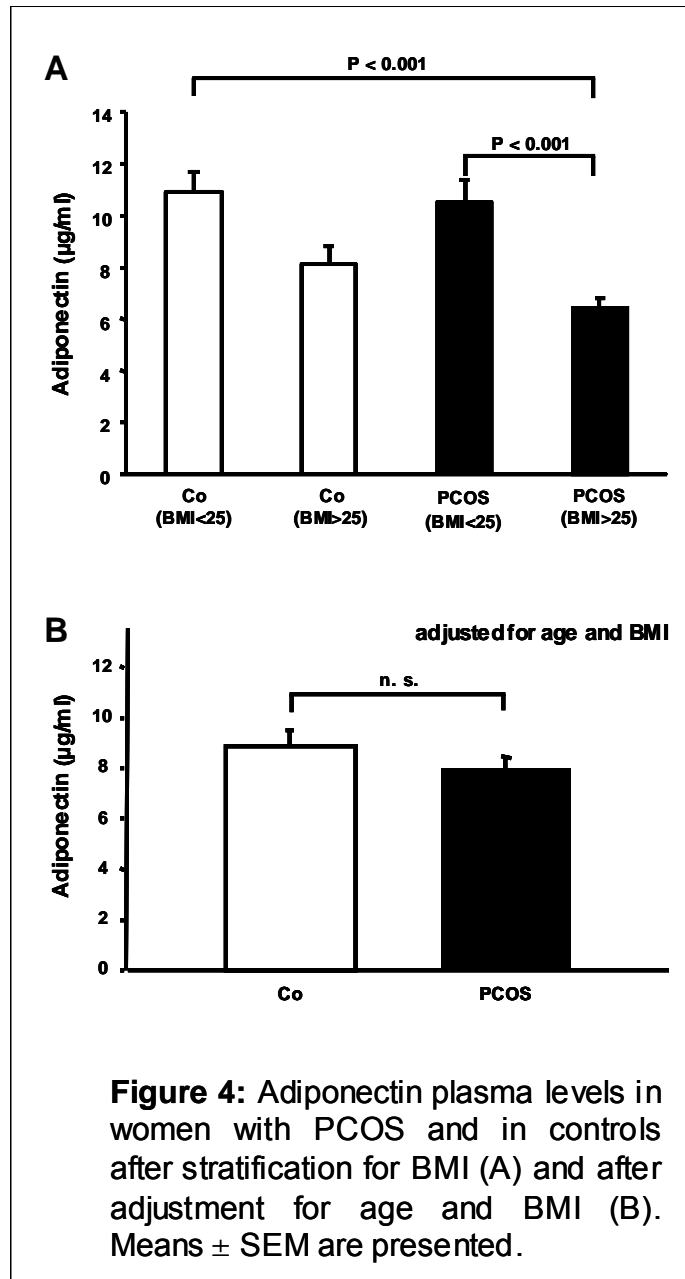 A
P < 0.001
P < 0.001
14
12
10
8
6
4
2
0
Adiponectin (µg/ml)
Co
(BMI<25)
Co
(BMI>25)
PCOS
(BMI<25)
PCOS
(BMI>25)
B
adjusted for age and BMI
n. s.
12
10
8
6
4
2
0
Adiponectin (µg/ml)
Co
PCOS
Figure 4: Adiponectin plasma levels in
women with PCOS and in controls
after stratification for BMI (A) and after
adjustment for age and BMI (B).
Means ± SEM are presented.